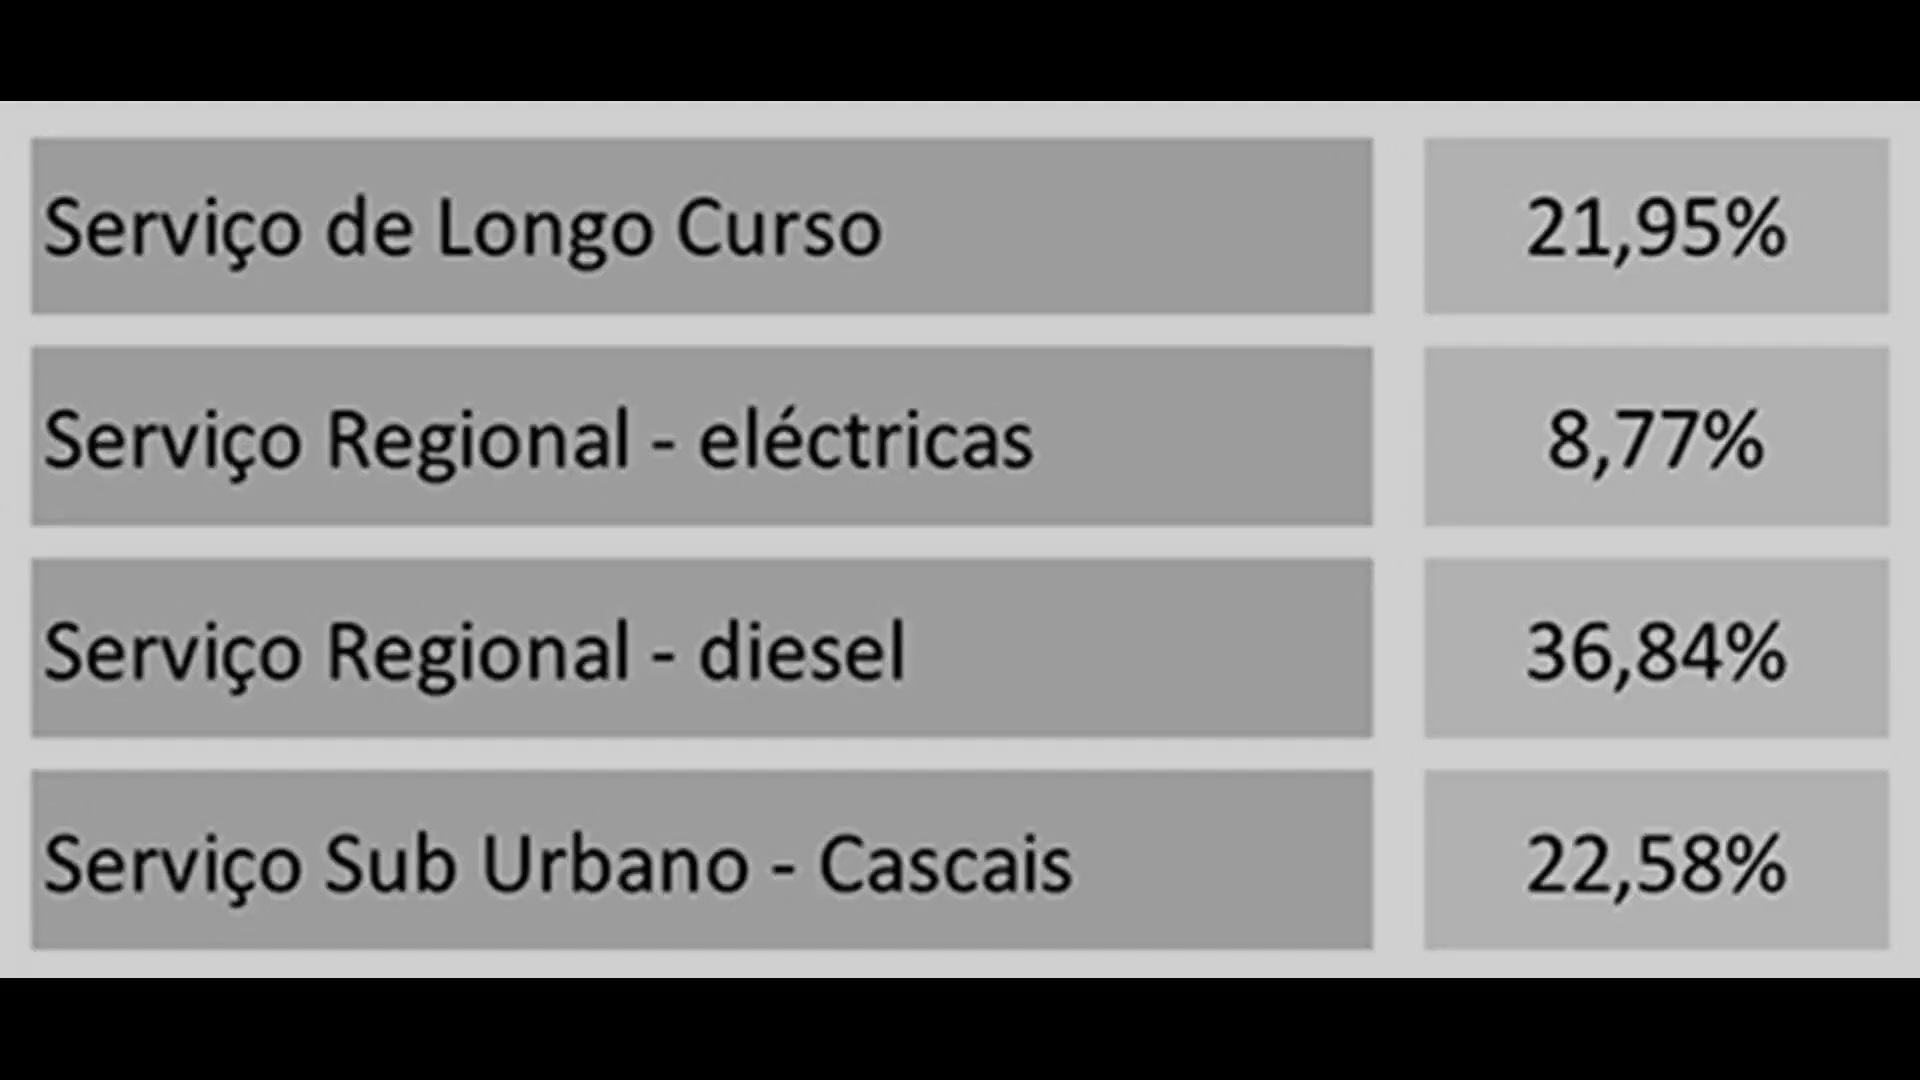 Serviço de Longo Curso 21,95%
Serviço Regional - eléctricas 8,77%
Serviço Regional - diesel 36,84%
Serviço Sub Urbano - Cascais 22,58%